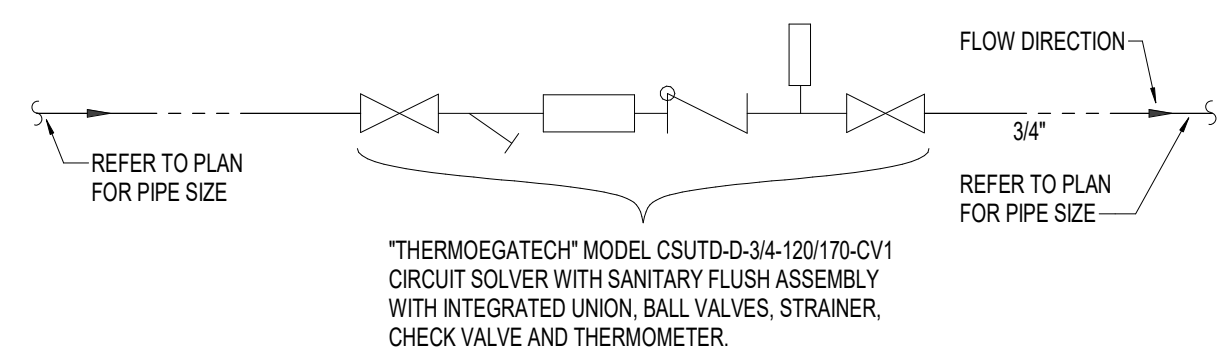 FLOW DIRECTION
3/4"
REFER TO PLAN
FOR PIPE SIZE
REFER TO PLAN
FOR PIPE SIZE
"THERMOEGATECH" MODEL CSUTD-D-3/4-120/170-CV1
CIRCUIT SOLVER WITH SANITARY FLUSH ASSEMBLY
WITH INTEGRATED UNION, BALL VALVES, STRAINER,
CHECK VALVE AND THERMOMETER.